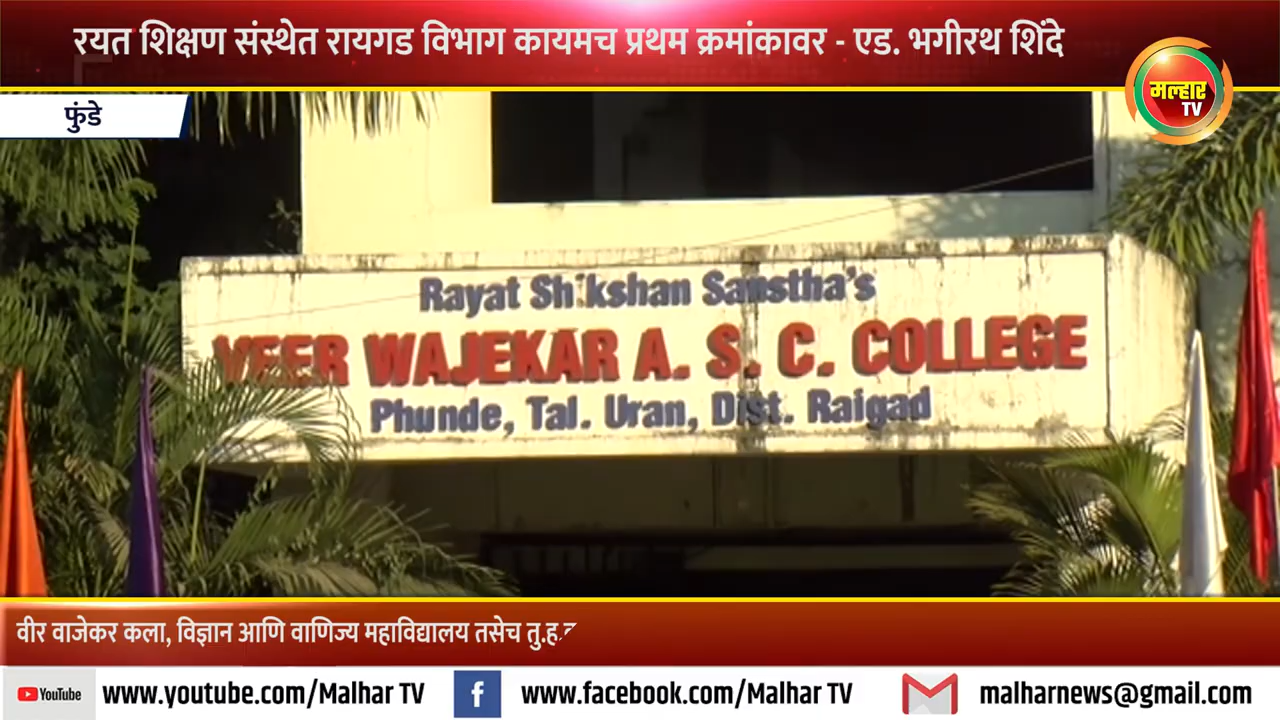 रयत शिक्षण संस्थेत रायगड विभाग कायमच प्रथम क्रमांकावर - एड. भगीरथ शिंदे
मल्हार
TV
फुंडे
Rayat Shikshan Sanstha's
VEER WAJEKAR A. S. C. COLLEGE
Phunde, Tal. Uran, Dist. Raigad
वीर वाजेकर कला, विज्ञान आणि वाणिज्य महाविद्यालय तसेच तु.ह.
YouTube
www.youtube.com/Malhar TV
f
www.facebook.com/Malhar TV
malharnews@gmail.com